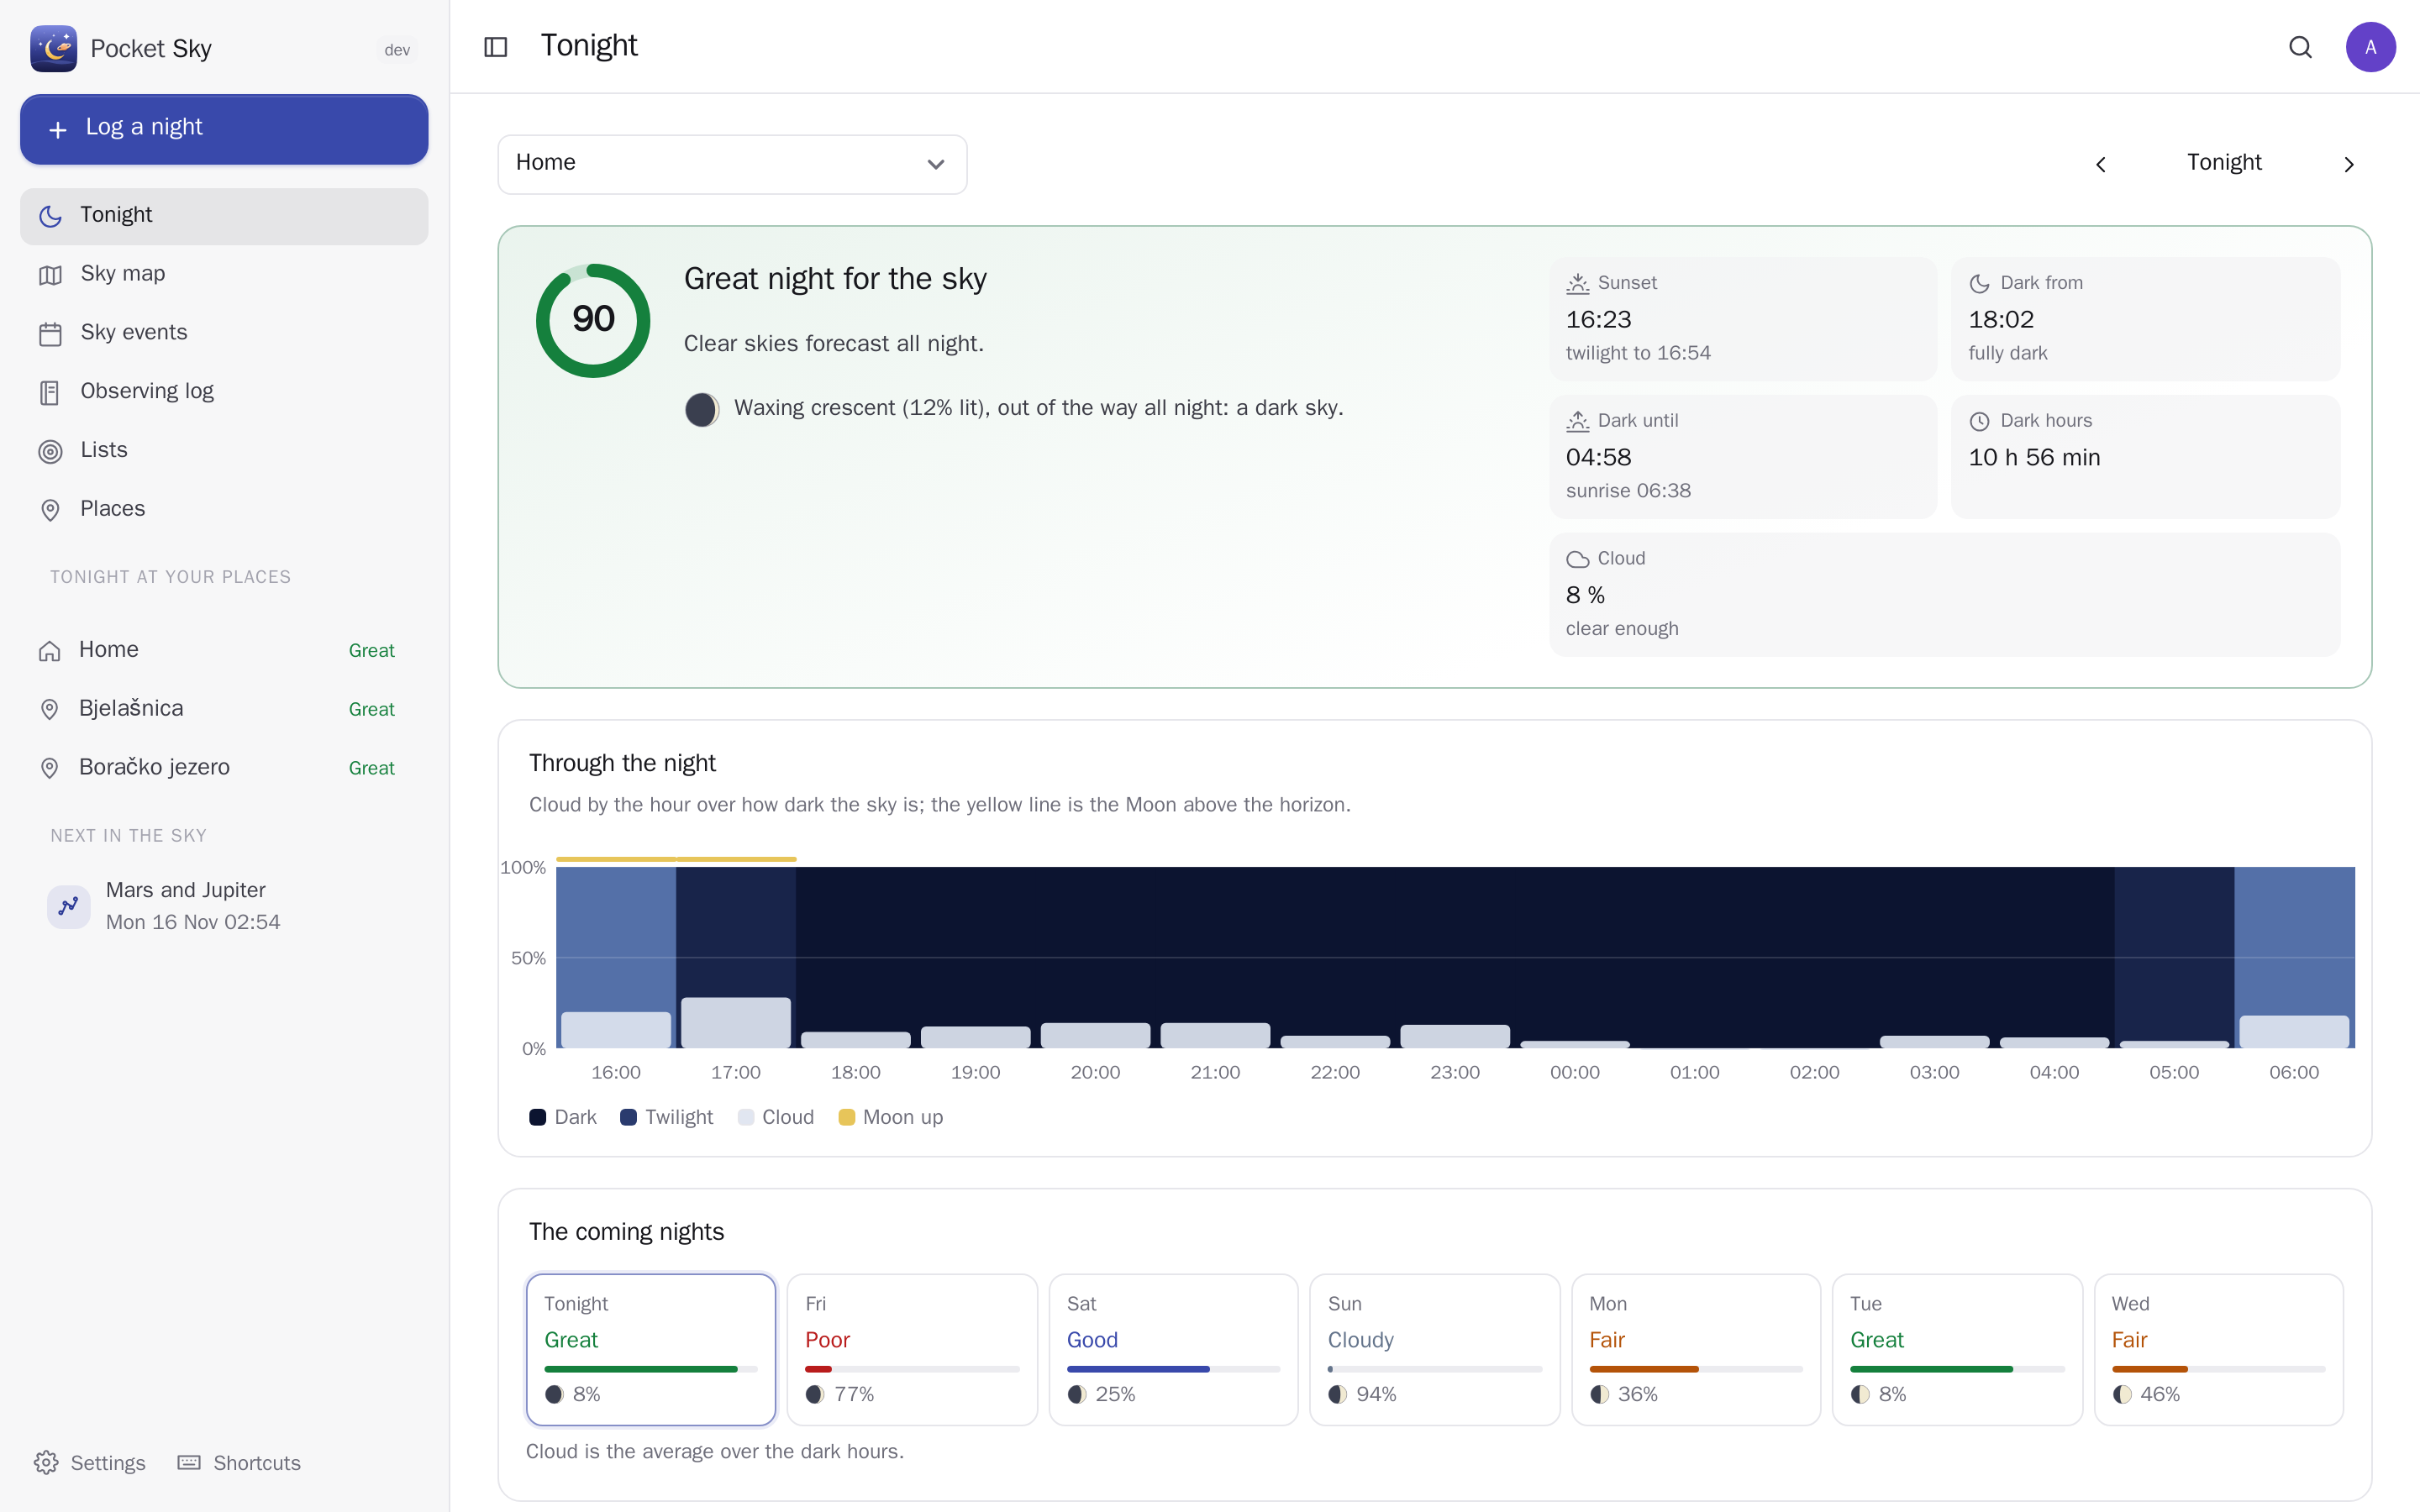 Pocket Sky
dev
Log a night
Tonight
Sky map
Sky events
Observing log
Lists
Places
TONIGHT AT YOUR PLACES
Home Great
Bjelašnica Great
Boračko jezero Great
NEXT IN THE SKY
Mars and Jupiter
Mon 16 Nov 02:54
Settings Shortcuts
Tonight
A
Home
Tonight
90
Great night for the sky
Clear skies forecast all night.
Waxing crescent (12% lit), out of the way all night: a dark sky.
Sunset
16:23
twilight to 16:54
Dark from
18:02
fully dark
Dark until
04:58
sunrise 06:38
Dark hours
10 h 56 min
Cloud
8 %
clear enough
Through the night
Cloud by the hour over how dark the sky is; the yellow line is the Moon above the horizon.
100%
50%
0%
16:00 17:00 18:00 19:00 20:00 21:00 22:00 23:00 00:00 01:00 02:00 03:00 04:00 05:00 06:00
Dark Twilight Cloud Moon up
The coming nights
Tonight
Great
8%
Fri
Poor
77%
Sat
Good
25%
Sun
Cloudy
94%
Mon
Fair
36%
Tue
Great
8%
Wed
Fair
46%
Cloud is the average over the dark hours.